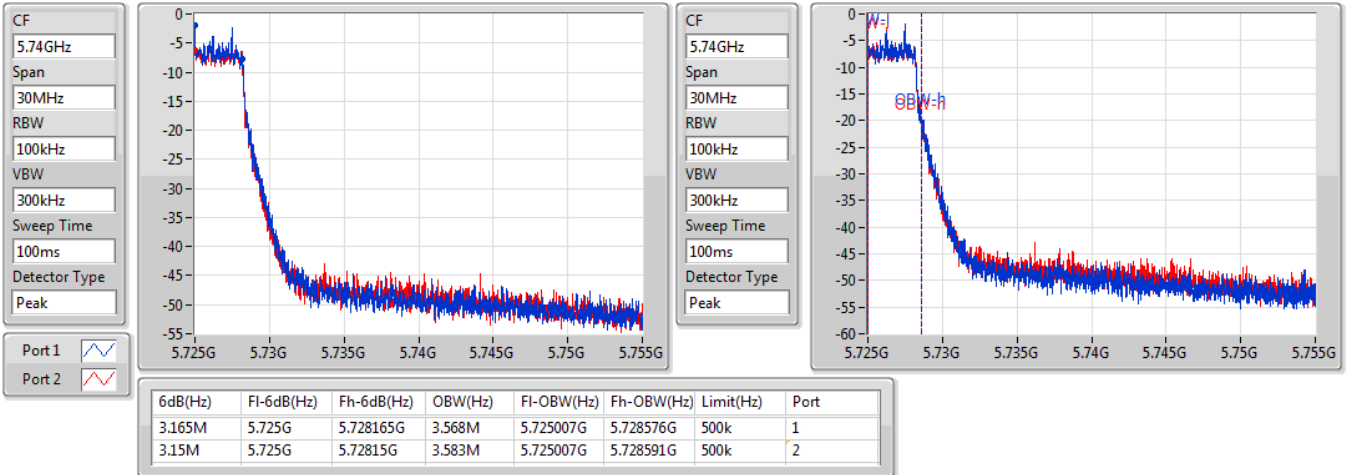 CF
5.74GHz
Span
30MHz
RBW
100kHz
VBW
300kHz
Sweep Time
100ms
Detector Type
Peak
Port 1
Port 2
0
-5
-10
-15
-20
-25
-30
-35
-40
-45
-50
-55
5.725G 5.73G 5.735G 5.74G 5.745G 5.75G 5.755G
CF
5.74GHz
Span
30MHz
RBW
100kHz
VBW
300kHz
Sweep Time
100ms
Detector Type
Peak
0
-5
-10
-15
-20
-25
-30
-35
-40
-45
-50
-55
-60
W-l
OBW-h
OBW-h
5.725G 5.73G 5.735G 5.74G 5.745G 5.75G 5.755G
6dB(Hz) Fl-6dB(Hz) Fh-6dB(Hz) OBW(Hz) Fl-OBW(Hz) Fh-OBW(Hz) Limit(Hz) Port
3.165M 5.725G 5.728165G 3.568M 5.725007G 5.728576G 500k 1
3.15M 5.725G 5.72815G 3.583M 5.725007G 5.728591G 500k 2